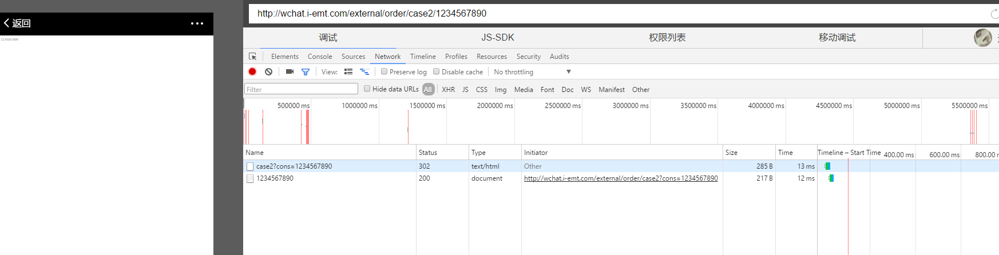 http://wchat.i-emt.com/external/order/case2/1234567890
返回
1234567890
调试 JS-SDK 权限列表 移动调试
Elements Console Sources Network Timeline Profiles Resources Security Audits
View: Preserve log Disable cache No throttling
Filter Hide data URLs All XHR JS CSS Img Media Font Doc WS Manifest Other
500000 ms 1000000 ms 1500000 ms 2000000 ms 2500000 ms 3000000 ms 3500000 ms 4000000 ms 4500000 ms 5000000 ms 5500000 ms
Name Status Type Initiator Size Time Timeline – Start Time 400.00 ms 600.00 ms 800.00 m
case2?cons=1234567890 302 text/html Other 285 B 13 ms
1234567890 200 document http://wchat.i-emt.com/external/order/case2?cons=1234567890 217 B 12 ms